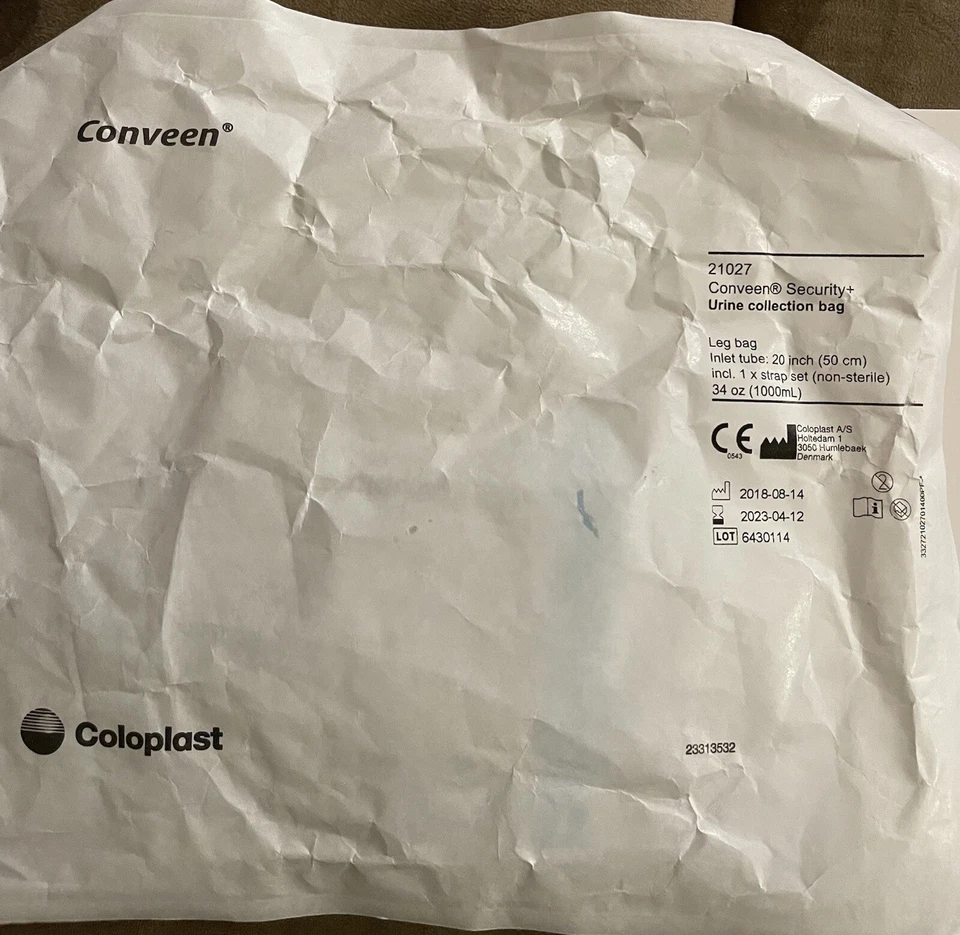 Conveen®
21027
Conveen® Security+
Urine collection bag
Leg bag
Inlet tube: 20 inch (50 cm)
incl. 1 x strap set (non-sterile)
34 oz (1000mL)
CE
0543
Coloplast A/S
Holtedam 1
3050 Humlebaek
Denmark
2018-08-14
2023-04-12
LOT 6430114
2
i
Coloplast
23313532